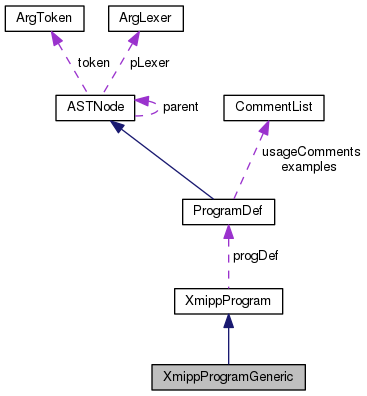 ArgToken
ArgLexer
token
pLexer
ASTNode
parent
CommentList
usageComments
examples
ProgramDef
progDef
XmippProgram
XmippProgramGeneric